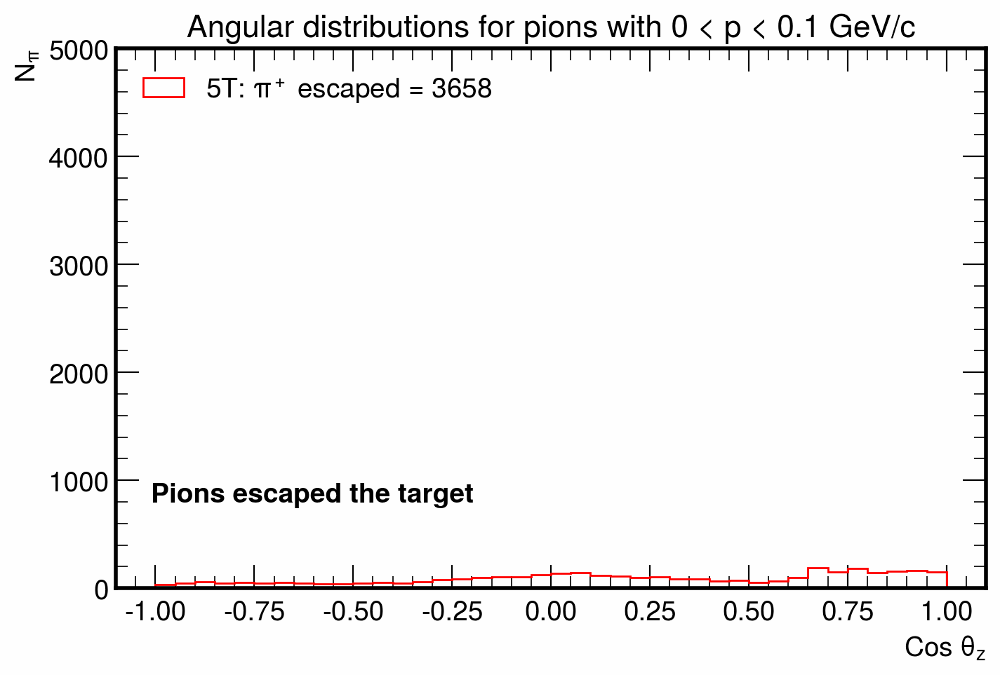 Angular distributions for pions with 0 < p < 0.1 GeV/c
N_π
5000
5T: π⁺ escaped = 3658
4000
3000
2000
1000
Pions escaped the target
0
-1.00 -0.75 -0.50 -0.25 0.00 0.25 0.50 0.75 1.00
Cos θ_z